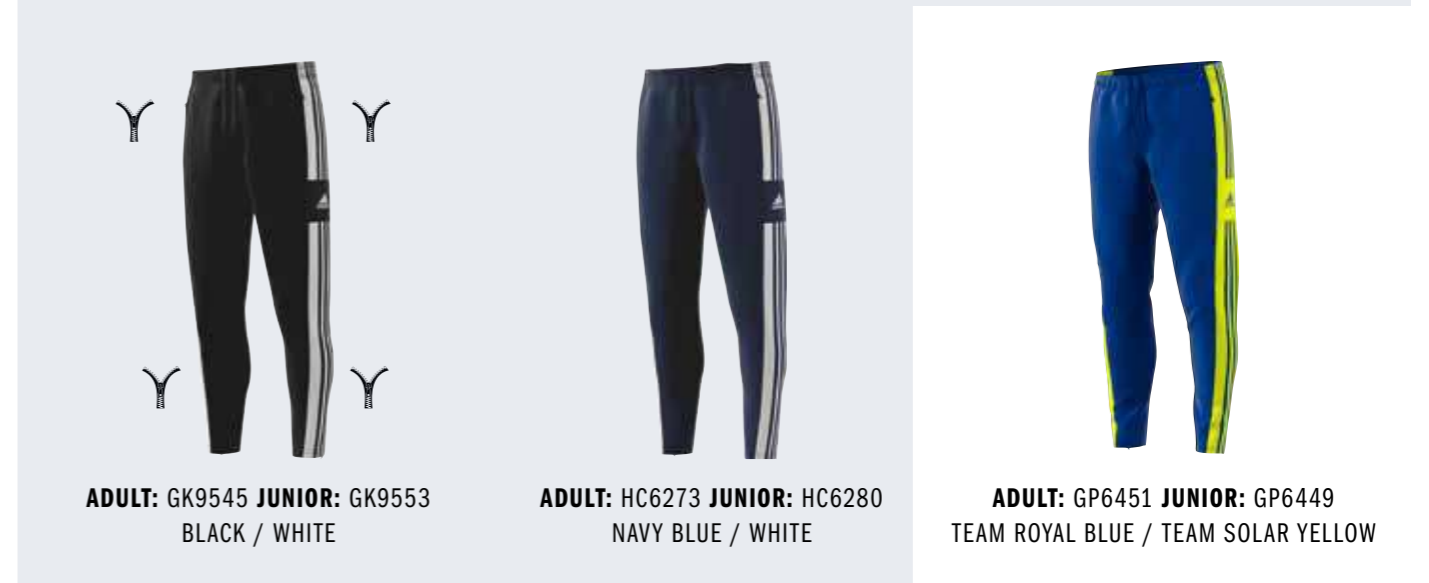 ADULT: GK9545 JUNIOR: GK9553
BLACK / WHITE
ADULT: HC6273 JUNIOR: HC6280
NAVY BLUE / WHITE
ADULT: GP6451 JUNIOR: GP6449
TEAM ROYAL BLUE / TEAM SOLAR YELLOW